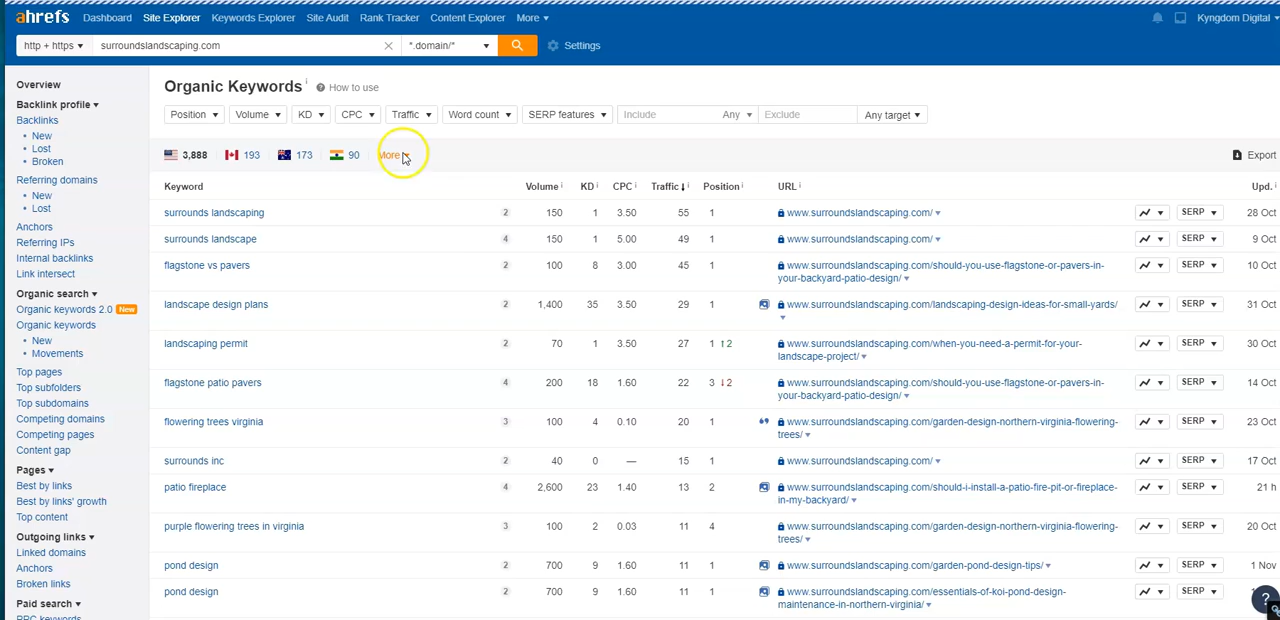 ahrefs Dashboard Site Explorer Keywords Explorer Site Audit Rank Tracker Content Explorer More Kyngdom Digital
http + https surroundslandscaping.com *.domain/* Settings
Overview
Backlink profile
Backlinks
New
Lost
Broken
Referring domains
New
Lost
Anchors
Referring IPs
Internal backlinks
Link intersect
Organic search
Organic keywords 2.0 New
Organic keywords
New
Movements
Top pages
Top subfolders
Top subdomains
Competing domains
Competing pages
Content gap
Pages
Best by links
Best by links' growth
Top content
Outgoing links
Linked domains
Anchors
Broken links
Paid search
PPC keywords
Organic Keywords i ? How to use
Position Volume KD CPC Traffic Word count SERP features Include Any Exclude Any target
3,888 193 173 90 More Export
Keyword Volume i KD i CPC i Traffic i Position i URL i Upd. i
surrounds landscaping 2 150 1 3.50 55 1 www.surroundslandscaping.com/ SERP 28 Oct
surrounds landscape 4 150 1 5.00 49 1 www.surroundslandscaping.com/ SERP 9 Oct
flagstone vs pavers 2 100 8 3.00 45 1 www.surroundslandscaping.com/should-you-use-flagstone-or-pavers-in- SERP 10 Oct
your-backyard-patio-design/
landscape design plans 2 1,400 35 3.50 29 1 www.surroundslandscaping.com/landscaping-design-ideas-for-small-yards/ SERP 31 Oct
landscaping permit 2 70 1 3.50 27 1 ↑2 www.surroundslandscaping.com/when-you-need-a-permit-for-your- SERP 30 Oct
landscape-project/
flagstone patio pavers 4 200 18 1.60 22 3 ↓2 www.surroundslandscaping.com/should-you-use-flagstone-or-pavers-in- SERP 14 Oct
your-backyard-patio-design/
flowering trees virginia 3 100 4 0.10 20 1 www.surroundslandscaping.com/garden-design-northern-virginia-flowering- SERP 23 Oct
trees/
surrounds inc 2 40 0 — 15 1 www.surroundslandscaping.com/ SERP 17 Oct
patio fireplace 4 2,600 23 1.40 13 2 www.surroundslandscaping.com/should-i-install-a-patio-fire-pit-or-fireplace- SERP 21 h
in-my-backyard/
purple flowering trees in virginia 3 100 2 0.03 11 4 www.surroundslandscaping.com/garden-design-northern-virginia-flowering- SERP 20 Oct
trees/
pond design 2 700 9 1.60 11 1 www.surroundslandscaping.com/garden-pond-design-tips/ SERP 1 Nov
pond design 2 700 9 1.60 11 1 www.surroundslandscaping.com/essentials-of-koi-pond-design- SERP
maintenance-in-northern-virginia/
?